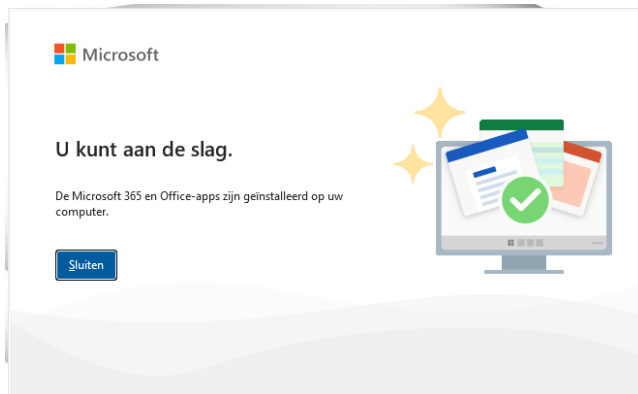 Microsoft
U kunt aan de slag.
De Microsoft 365 en Office-apps zijn geïnstalleerd op uw
computer.
Sluiten